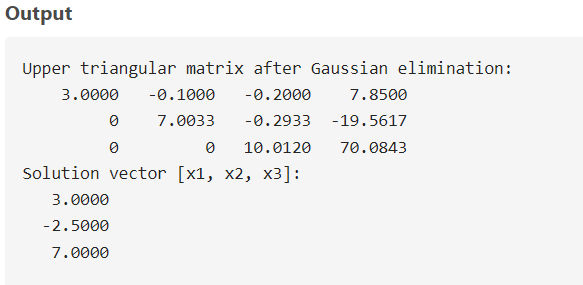 Output
Upper triangular matrix after Gaussian elimination:
3.0000 -0.1000 -0.2000 7.8500
0 7.0033 -0.2933 -19.5617
0 0 10.0120 70.0843
Solution vector [x1, x2, x3]:
3.0000
-2.5000
7.0000